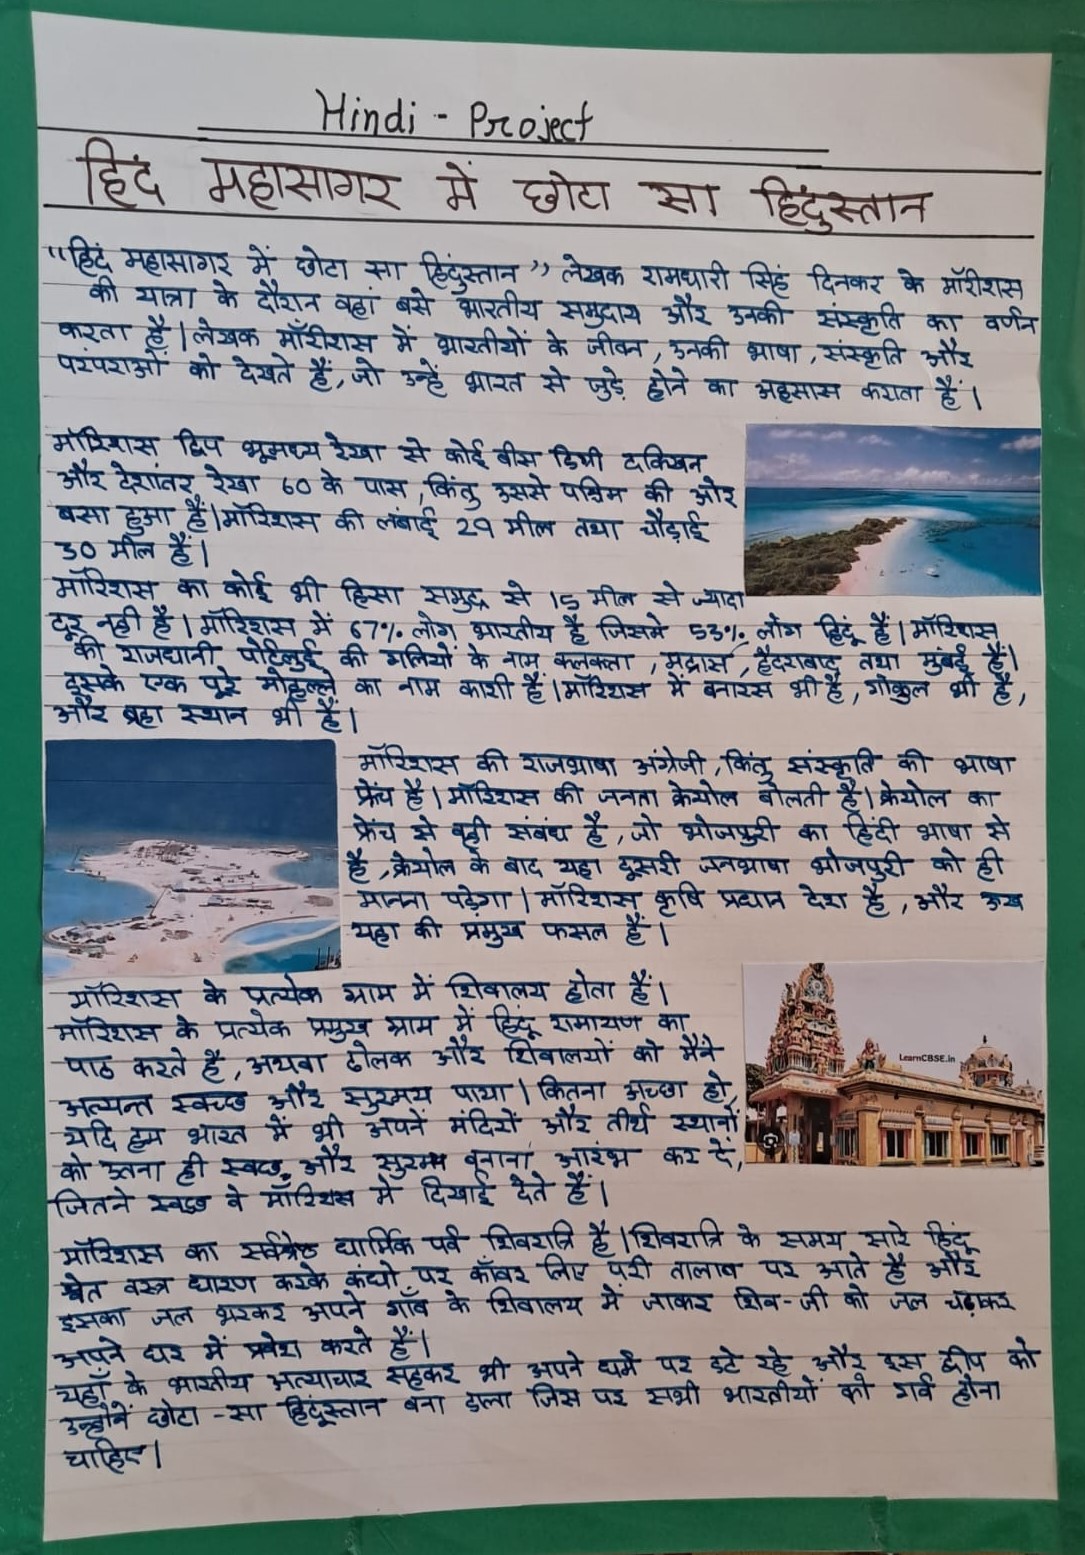 Hindi - Project
हिंद महासागर में छोटा सा हिंदुस्तान
"हिंद महासागर में छोटा सा हिंदुस्तान" लेखक रामधारी सिंह दिनकर के मॉरीशस
की यात्रा के दौरान वहां बसे भारतीय समुदाय और उनकी संस्कृति का वर्णन
करता है। लेखक मॉरीशस में भारतीयों के जीवन, उनकी भाषा, संस्कृति और
परंपराओं को देखते हैं, जो उन्हें भारत से जुड़े होने का अहसास कराता हैं।
मॉरिशास द्विप भूमध्य रेखा से कोई बीस डिग्री दक्खिन
और देशांतर रेखा 60 के पास, किंतु उससे पश्चिम की ओर
बसा हुआ हैं। मॉरिशस की लंबाई 29 मील तथा चौड़ाई
30 मील हैं।
मॉरिशास का कोई भी हिसा समुद्र से 15 मील से ज्यादा
दूर नही है। मॉरिशस में 67% लोग भारतीय है जिसमे 53% लोग हिंदू हैं। मॉरिशस
की राजधानी पोर्टलुई की गलियों के नाम कलकता, मद्रास, हैदराबाद तथा मुंबई हैं।
इसके एक पूरे मोहल्ले का नाम काशी हैं। मॉरिशस में बनारस भी है, गोकुल भी है,
और ब्रहा स्थान भी हैं।
मॉरिशस की राजभाषा अंग्रेजी, किंतु संस्कृति की भाषा
फ्रेंच है। मॉरिशस की जनता क्रेयोल बोलती है। क्रेयोल का
फ्रेंच से वही संबंध है, जो भोजपुरी का हिंदी भाषा से
है, क्रेयोल के बाद यहा दूसरी जनभाषा भोजपुरी को ही
मानना पड़ेगा। मॉरिशस कृषि प्रधान देश है, और ऊख
यहा की प्रमुख फसल हैं।
मॉरिशस के प्रत्येक ग्राम में शिवालय होता हैं।
मॉरिशस के प्रत्येक प्रमुख ग्राम में हिंदू रामायण का
पाठ करते है, अथवा ढोलक और शिवालयों को मैंने
LearnCBSE.in
अत्यन्त स्वच्छ और सुरमय पाया। कितना अच्छा हो,
यदि हम भारत में भी अपने मंदिरों और तीर्थ स्थानों
को उतना ही स्वच्छ और सुरम्य बनाना आरंभ कर दें,
जितने स्वच्छ वे मॉरिशस में दिखाई देते हैं।
मॉरिशस का सर्वश्रेष्ठ धार्मिक पर्व शिवरात्रि है। शिवरात्रि के समय सारे हिंदू
श्वेत वस्त्र धारण करके कंधो पर काँवर लिए परी तालाब पर आते है और
इसका जल भरकर अपने गाँव के शिवालय में जाकर शिव-जी को जल चढ़ाकर
अपने घर में प्रवेश करते हैं।
यहाँ के भारतीय अत्याचार सहकर भी अपने धर्म पर डटे रहे और इस द्वीप को
उन्होंनें छोटा-सा हिंदूस्तान बना डाला जिस पर सभी भारतीयों को गर्व होना
चाहिए।